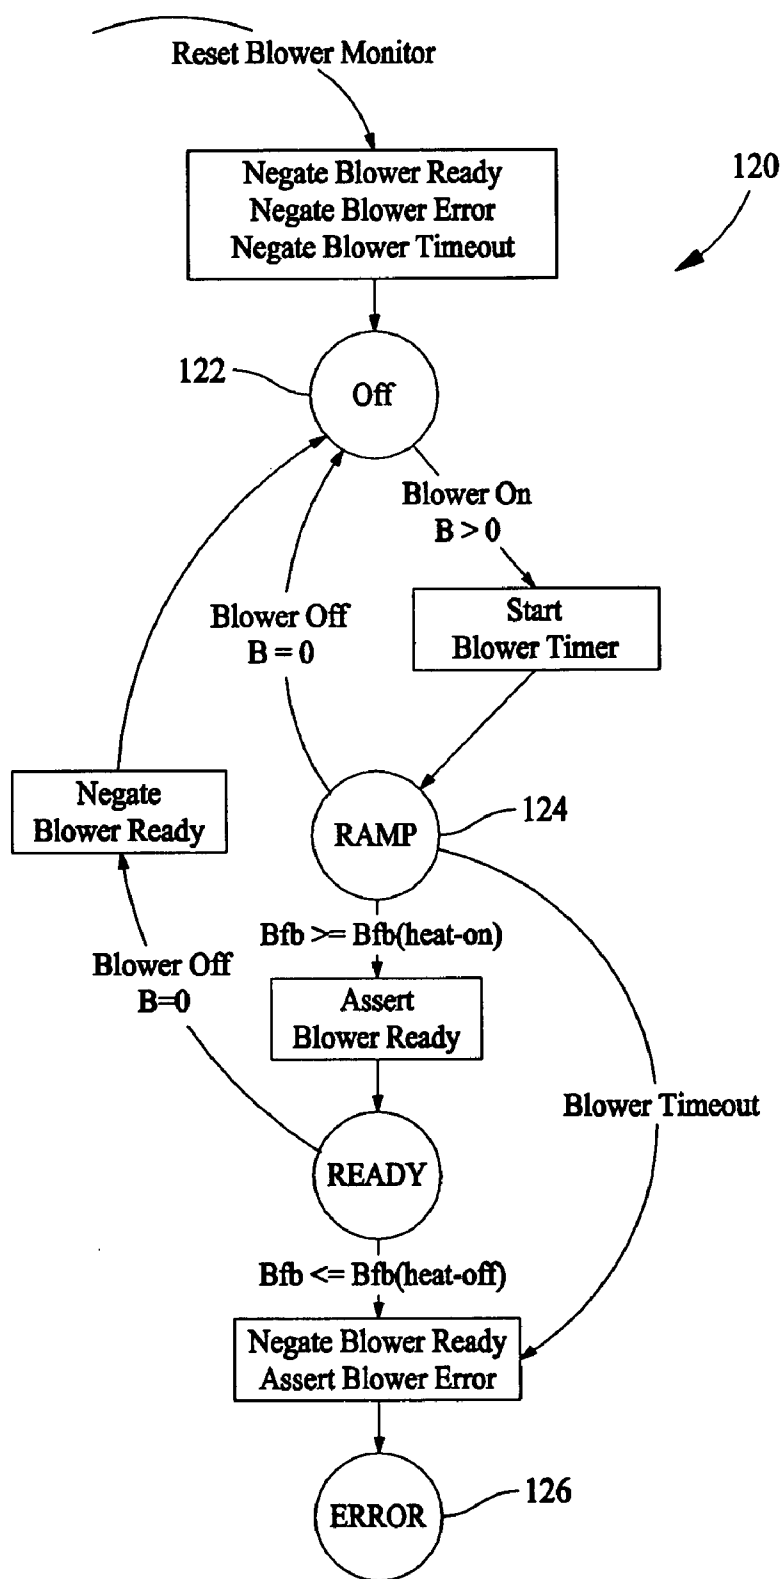 Reset Blower Monitor
Negate Blower Ready
Negate Blower Error
Negate Blower Timeout
120
122
Off
Blower On
B > 0
Start
Blower Timer
Blower Off
B = 0
Negate
Blower Ready
RAMP
124
Bfb >= Bfb(heat-on)
Blower Off
B=0
Assert
Blower Ready
Blower Timeout
READY
Bfb <= Bfb(heat-off)
Negate Blower Ready
Assert Blower Error
ERROR
126